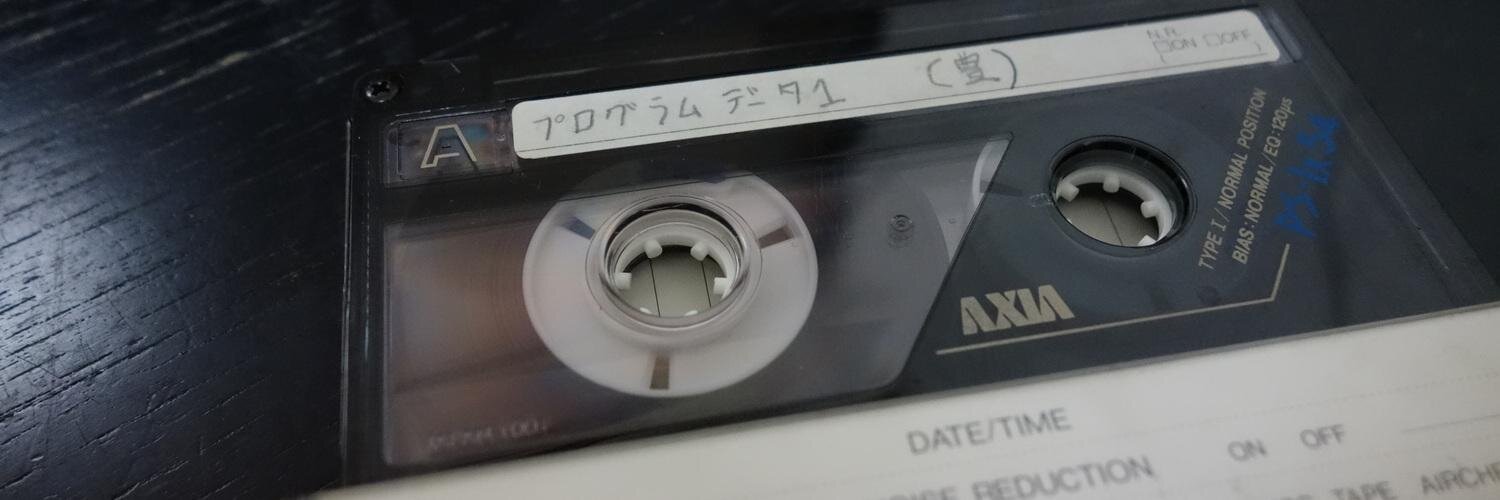 N.R.
□ON □OFF
プログラム データ1 (豊)
A
TYPE I / NORMAL POSITION
BIAS:NORMAL/EQ:120μs
AXIA
DATE/TIME
REDUCTION ON OFF
TAPE